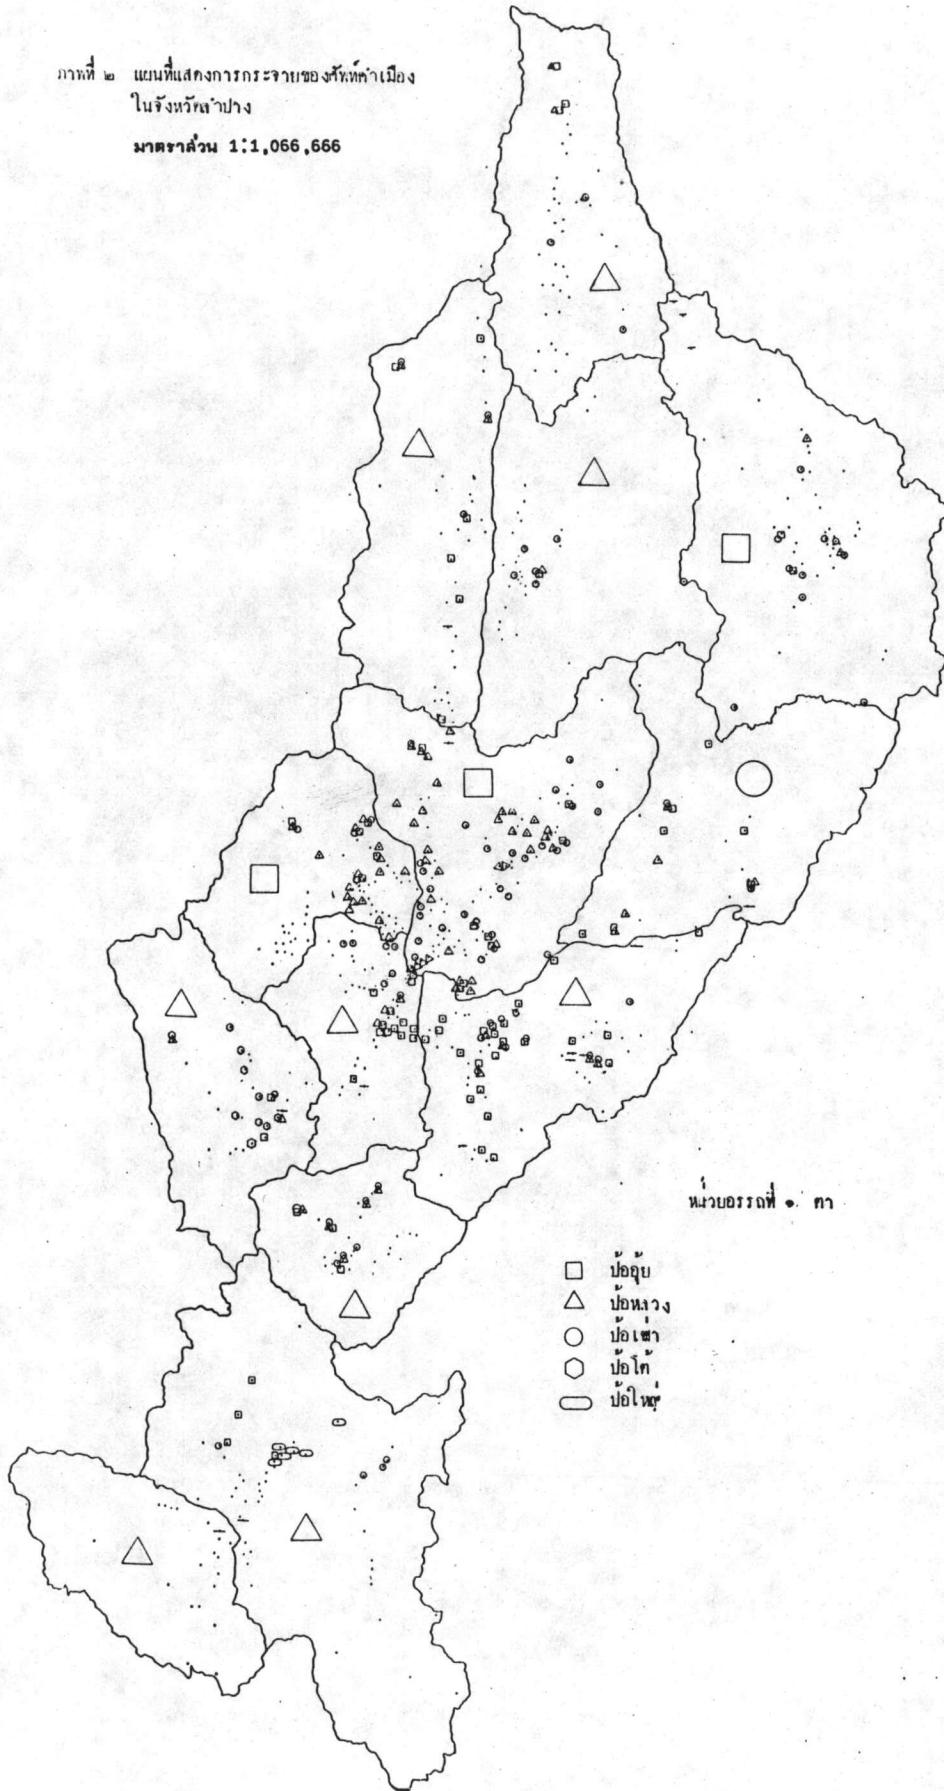 ภาพที่ ๒ แผนที่แสดงการกระจายของศัพท์คำเมือง
ในจังหวัดลำปาง
มาตราส่วน 1:1,066,666
หน่วยอรรถที่ ๑ ตา
ป้ออุ้ย
ป้อหลวง
ป้อเฒ่า
ป้อโต้
ป้อใหญ่